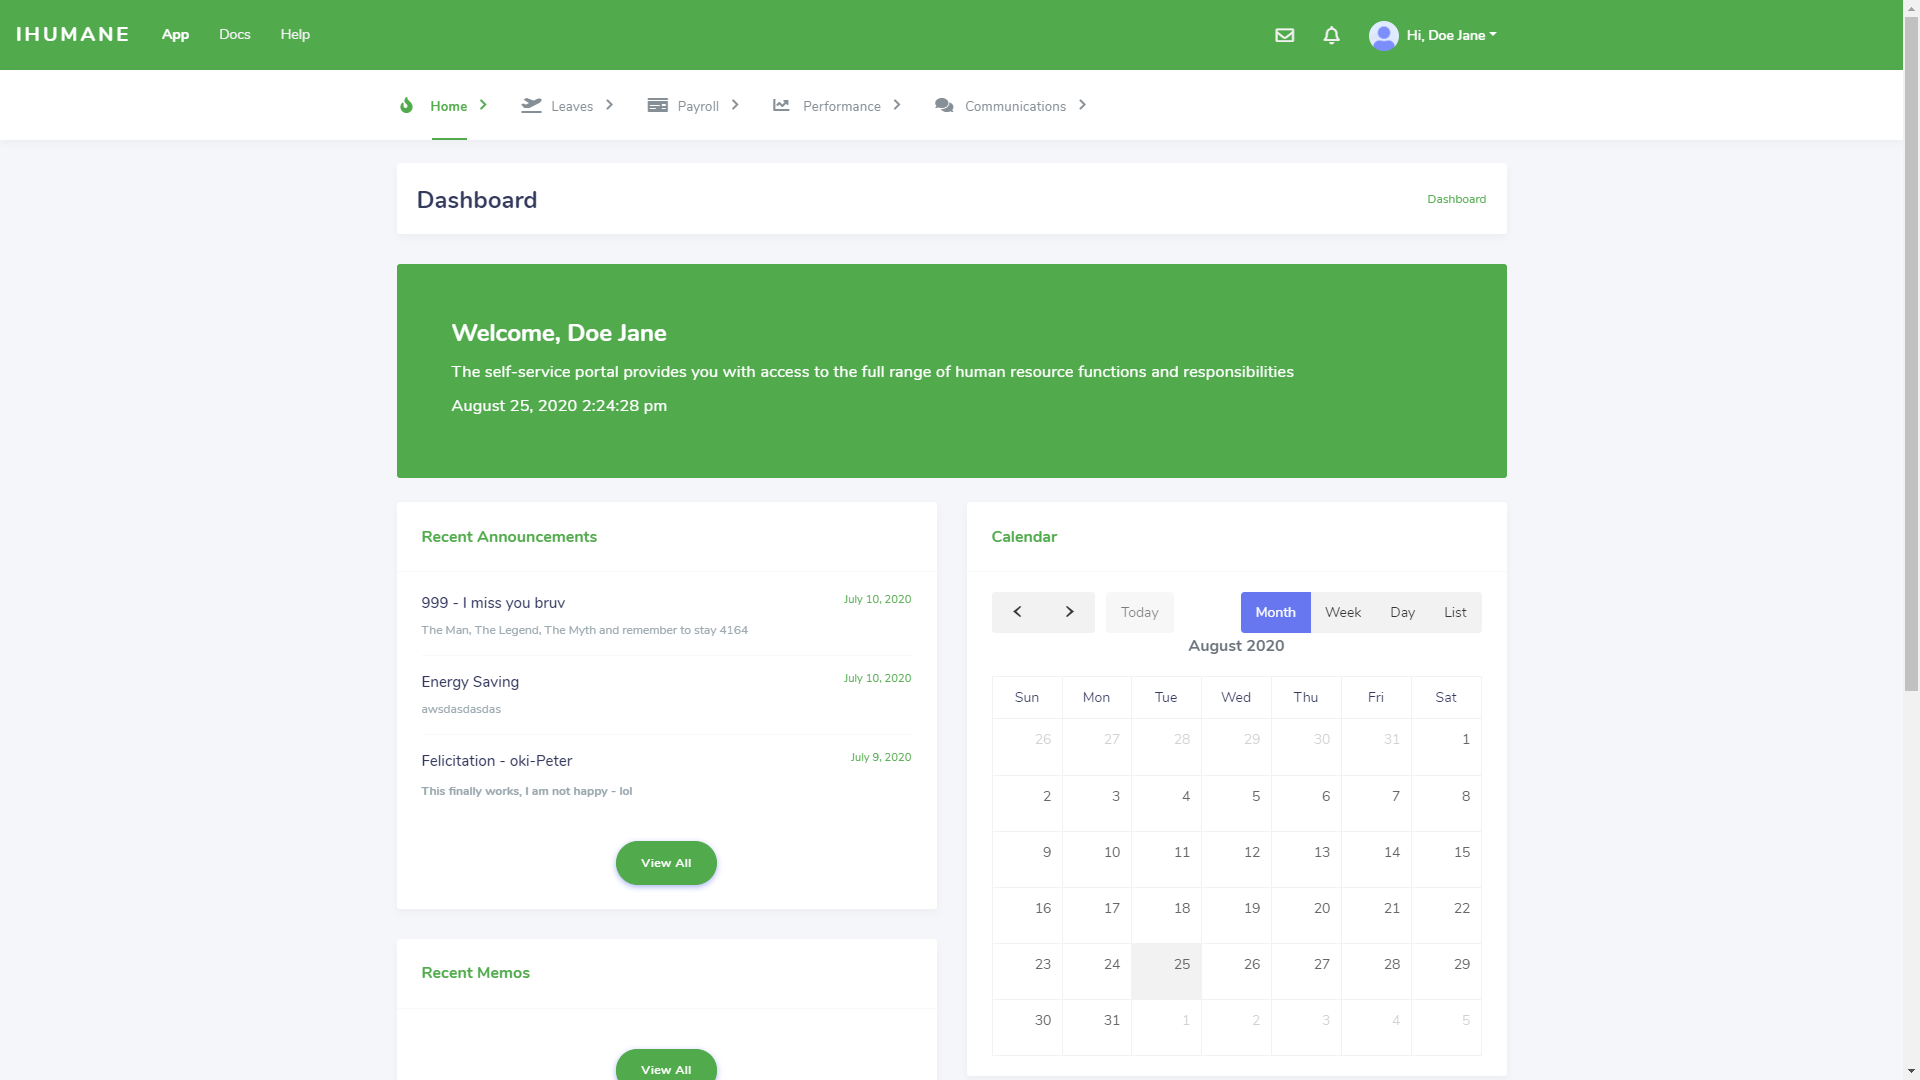 IHUMANE App Docs Help Hi, Doe Jane
Home Leaves Payroll Performance Communications
Dashboard Dashboard
Welcome, Doe Jane
The self-service portal provides you with access to the full range of human resource functions and responsibilities
August 25, 2020 2:24:28 pm
Recent Announcements
999 - I miss you bruv July 10, 2020
The Man, The Legend, The Myth and remember to stay 4164
Energy Saving July 10, 2020
awsdasdasdas
Felicitation - oki-Peter July 9, 2020
This finally works, I am not happy - lol
View All
Recent Memos
View All
Calendar
Today Month Week Day List
August 2020
Sun Mon Tue Wed Thu Fri Sat
26 27 28 29 30 31 1
2 3 4 5 6 7 8
9 10 11 12 13 14 15
16 17 18 19 20 21 22
23 24 25 26 27 28 29
30 31 1 2 3 4 5